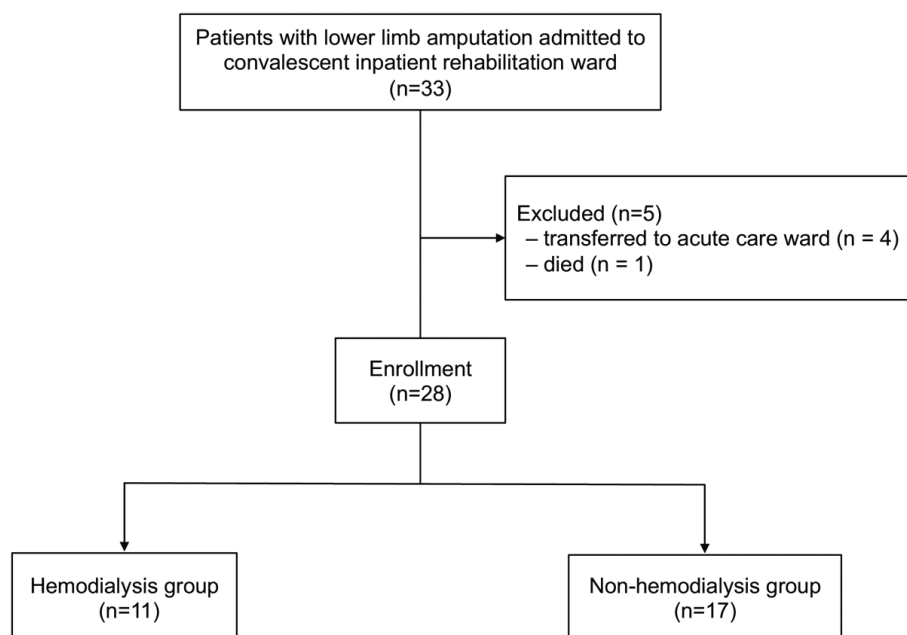 Patients with lower limb amputation admitted to
convalescent inpatient rehabilitation ward
(n=33)
Excluded (n=5)
– transferred to acute care ward (n = 4)
– died (n = 1)
Enrollment
(n=28)
Hemodialysis group
(n=11)
Non-hemodialysis group
(n=17)